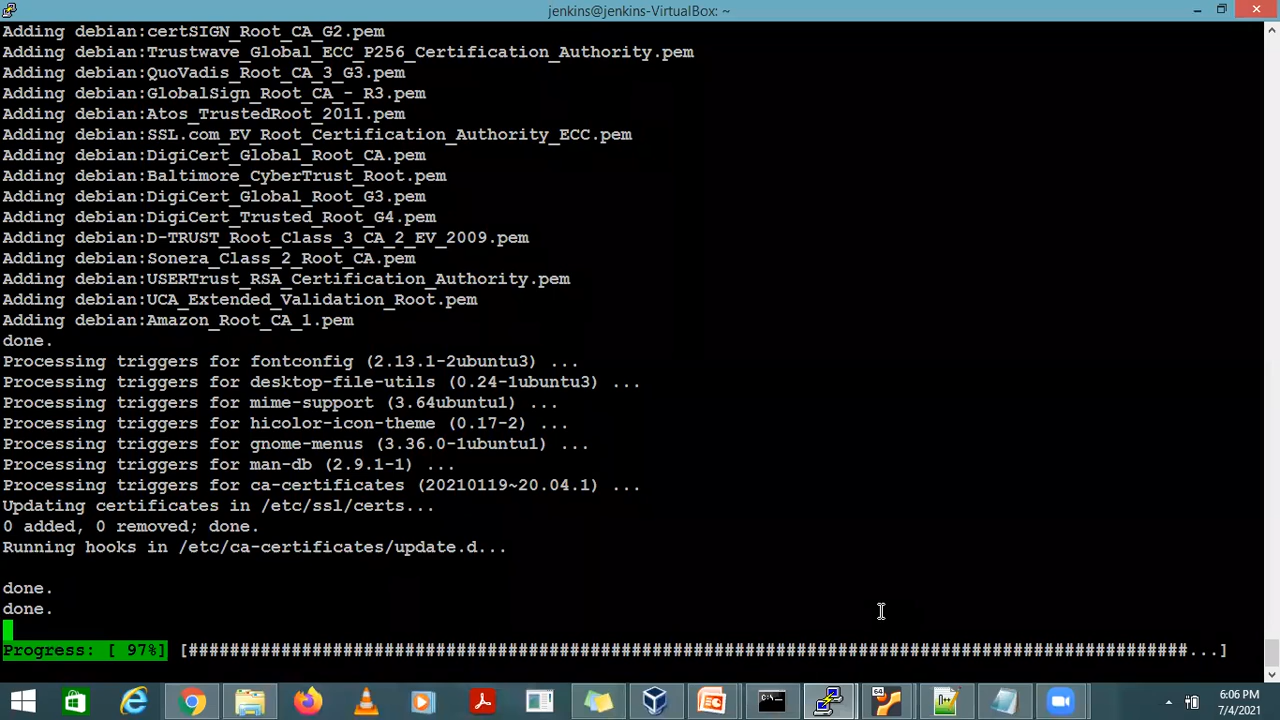 jenkins@jenkins-VirtualBox: ~
Adding debian:certSIGN_Root_CA_G2.pem
Adding debian:Trustwave_Global_ECC_P256_Certification_Authority.pem
Adding debian:QuoVadis_Root_CA_3_G3.pem
Adding debian:GlobalSign_Root_CA_-_R3.pem
Adding debian:Atos_TrustedRoot_2011.pem
Adding debian:SSL.com_EV_Root_Certification_Authority_ECC.pem
Adding debian:DigiCert_Global_Root_CA.pem
Adding debian:Baltimore_CyberTrust_Root.pem
Adding debian:DigiCert_Global_Root_G3.pem
Adding debian:DigiCert_Trusted_Root_G4.pem
Adding debian:D-TRUST_Root_Class_3_CA_2_EV_2009.pem
Adding debian:Sonera_Class_2_Root_CA.pem
Adding debian:USERTrust_RSA_Certification_Authority.pem
Adding debian:UCA_Extended_Validation_Root.pem
Adding debian:Amazon_Root_CA_1.pem
done.
Processing triggers for fontconfig (2.13.1-2ubuntu3) ...
Processing triggers for desktop-file-utils (0.24-1ubuntu3) ...
Processing triggers for mime-support (3.64ubuntu1) ...
Processing triggers for hicolor-icon-theme (0.17-2) ...
Processing triggers for gnome-menus (3.36.0-1ubuntu1) ...
Processing triggers for man-db (2.9.1-1) ...
Processing triggers for ca-certificates (20210119~20.04.1) ...
Updating certificates in /etc/ssl/certs...
0 added, 0 removed; done.
Running hooks in /etc/ca-certificates/update.d...
done.
done.
Progress: [ 97%] [#################################################################################################...]
64
6:06 PM
7/4/2021